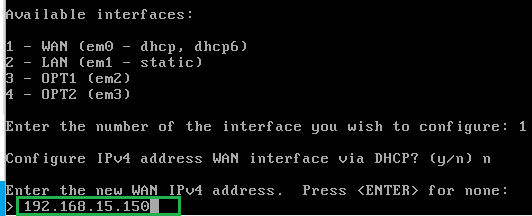 Available interfaces:
1 - WAN (em0 - dhcp, dhcp6)
2 - LAN (em1 - static)
3 - OPT1 (em2)
4 - OPT2 (em3)
Enter the number of the interface you wish to configure: 1
Configure IPv4 address WAN interface via DHCP? (y/n) n
Enter the new WAN IPv4 address.  Press <ENTER> for none:
> 192.168.15.150